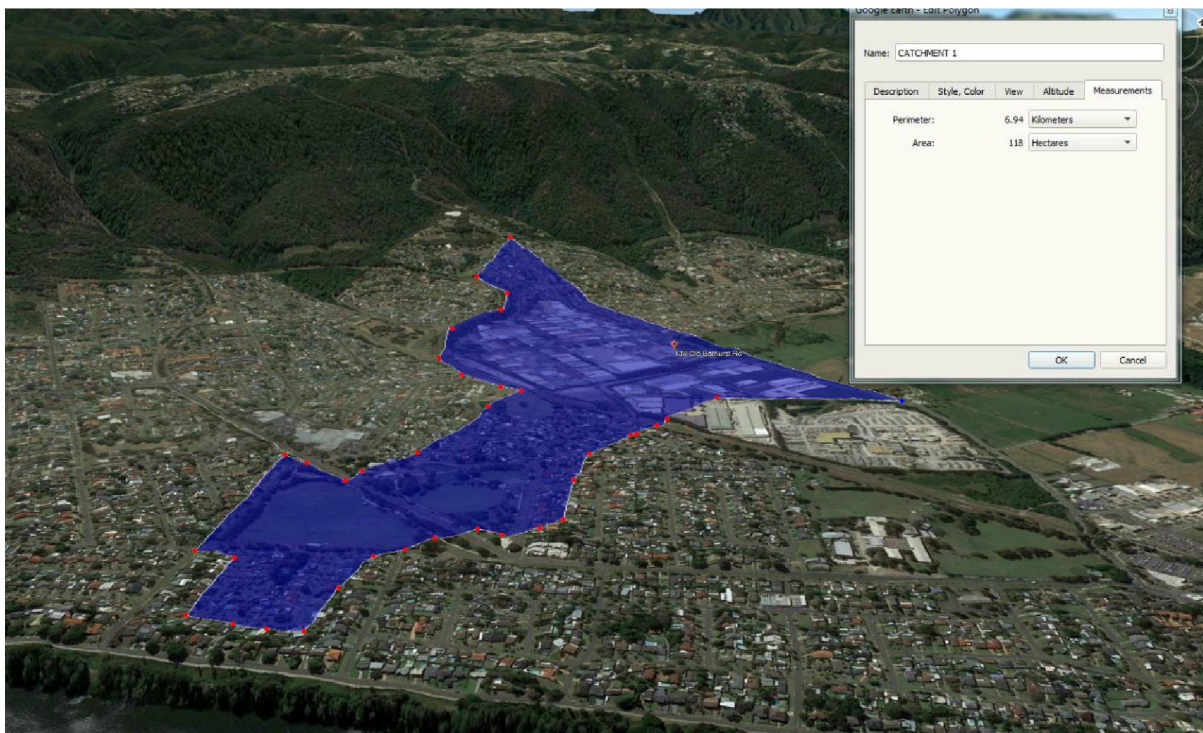 Google Earth - Edit Polygon
Name: CATCHMENT 1
Description Style, Color View Altitude Measurements
Perimeter: 6.94 Kilometers
Area: 118 Hectares
Old Bathurst Rd
OK Cancel